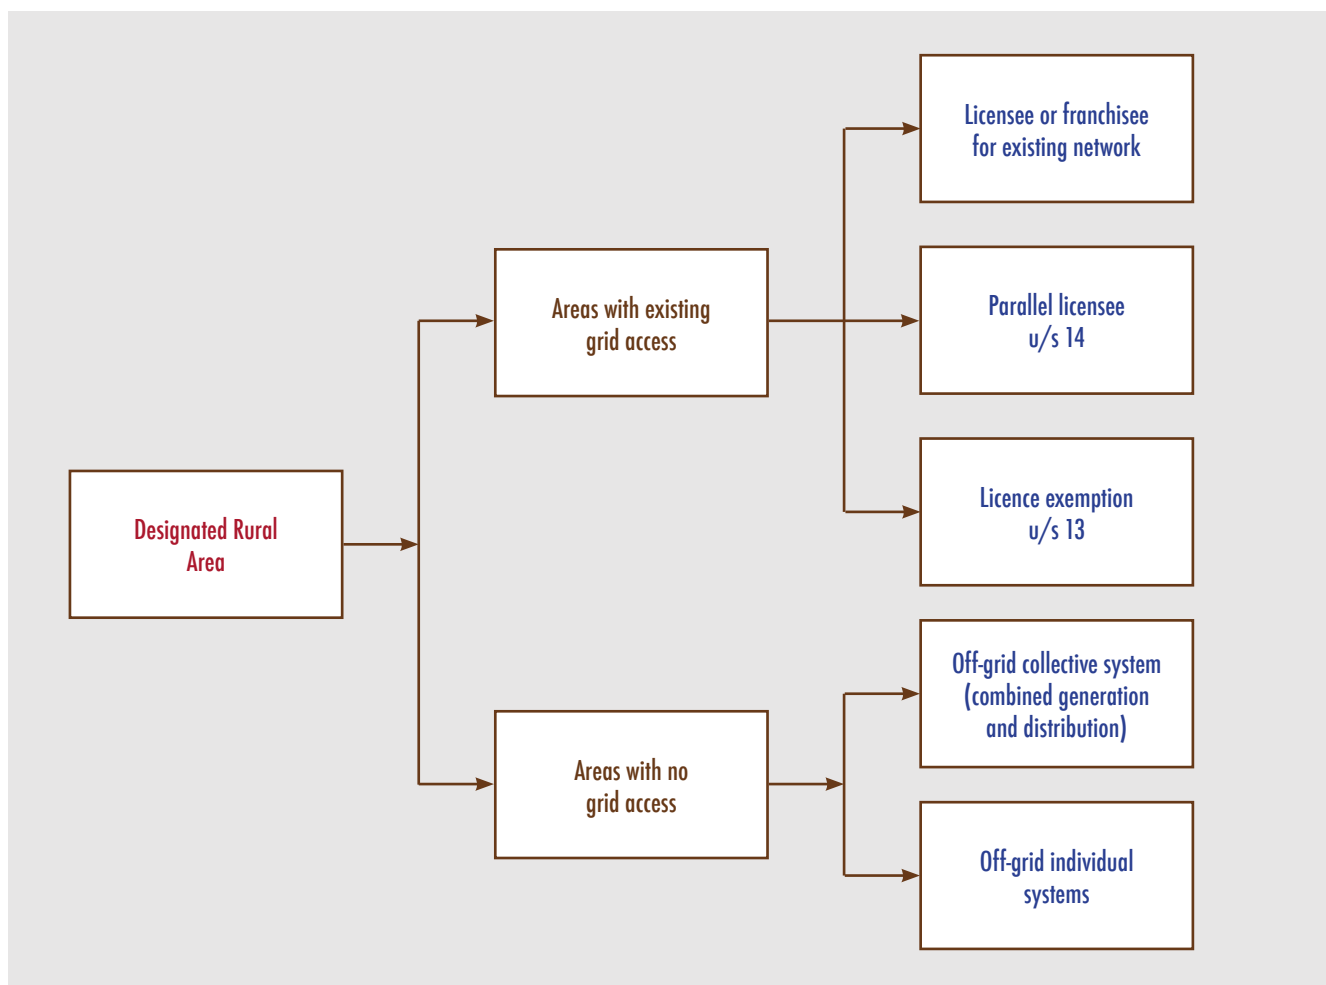 Designated Rural
Area
Areas with existing
grid access
Areas with no
grid access
Licensee or franchisee
for existing network
Parallel licensee
u/s 14
Licence exemption
u/s 13
Off-grid collective system
(combined generation
and distribution)
Off-grid individual
systems